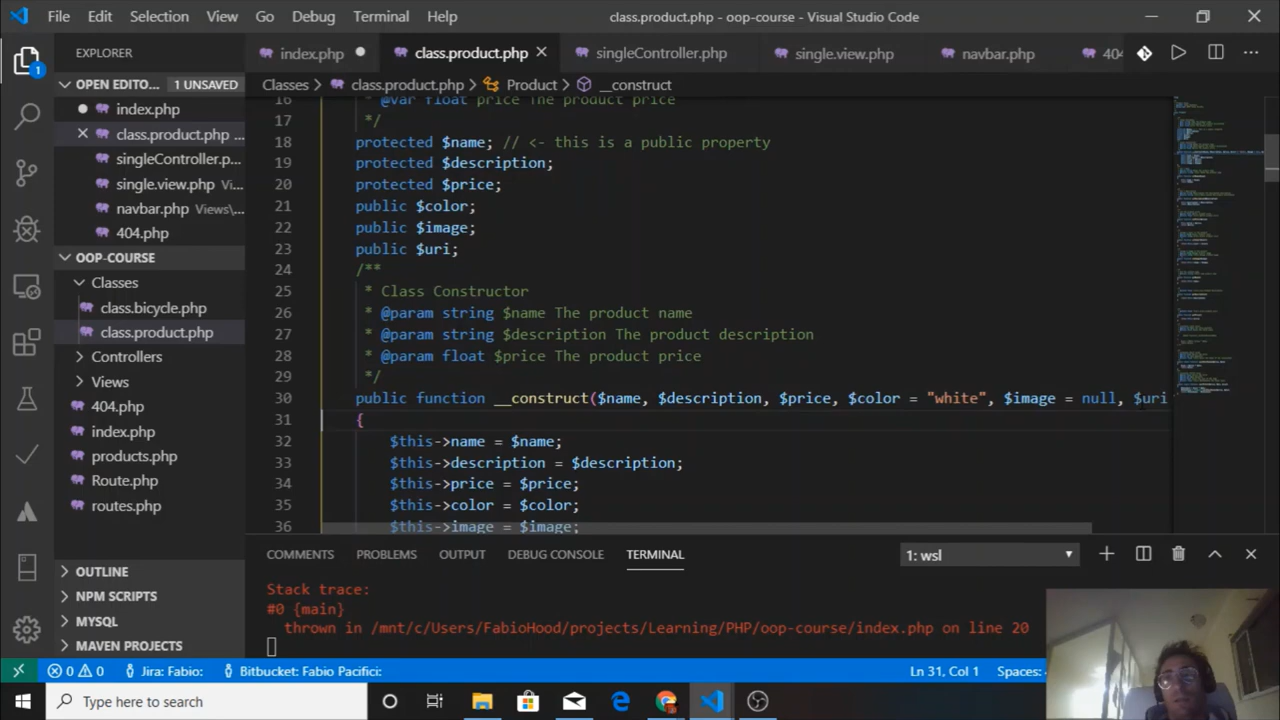 File Edit Selection View Go Debug Terminal Help
class.product.php - oop-course - Visual Studio Code
EXPLORER
index.php
class.product.php
singleController.php
single.view.php
navbar.php
404
OPEN EDITO... 1 UNSAVED
index.php
class.product.php ...
singleController.p...
single.view.php Vi...
navbar.php Views\...
404.php
OOP-COURSE
Classes
class.bicycle.php
class.product.php
Controllers
Views
404.php
index.php
products.php
Route.php
routes.php
OUTLINE
NPM SCRIPTS
MYSQL
MAVEN PROJECTS
Classes > class.product.php > Product > __construct
16 * @var float price The product price
17 */
18 protected $name; // <- this is a public property
19 protected $description;
20 protected $price;
21 public $color;
22 public $image;
23 public $uri;
24 /**
25 * Class Constructor
26 * @param string $name The product name
27 * @param string $description The product description
28 * @param float $price The product price
29 */
30 public function __construct($name, $description, $price, $color = "white", $image = null, $uri
31 {
32 $this->name = $name;
33 $this->description = $description;
34 $this->price = $price;
35 $this->color = $color;
36 $this->image = $image;
COMMENTS PROBLEMS OUTPUT DEBUG CONSOLE TERMINAL
1: wsl
Stack trace:
#0 {main}
thrown in /mnt/c/Users/FabioHood/projects/Learning/PHP/oop-course/index.php on line 20
0 0 Jira: Fabio: Bitbucket: Fabio Pacifici: Ln 31, Col 1 Spaces:
Type here to search